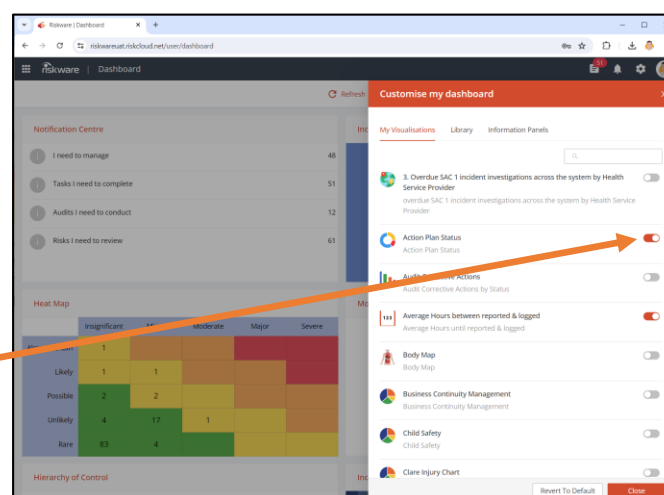 Riskware | Dashboard
riskwareuat.riskcloud.net/user/dashboard
riskware | Dashboard
51
Refresh
Customise my dashboard
My Visualisations Library Information Panels
Notification Centre
Inc
I need to manage 48
Tasks I need to complete 51
Audits I need to conduct 12
Risks I need to review 61
3. Overdue SAC 1 incident investigations across the system by Health
Service Provider
overdue SAC 1 incident investigations across the system by Health Service
Provider
Action Plan Status
Action Plan Status
Audit Corrective Actions
Audit Corrective Actions by Status
123
Average Hours between reported & logged
Average Hours until reported & logged
Body Map
Body Map
Business Continuity Management
Business Continuity Management
Child Safety
Child Safety
Clare Injury Chart
Revert To Default Close
Heat Map
Mo
Insignificant Moderate Major Severe
1
Likely 1 1
Possible 2 2
Unlikely 4 17 1
Rare 83 4
Hierarchy of Control
Inc